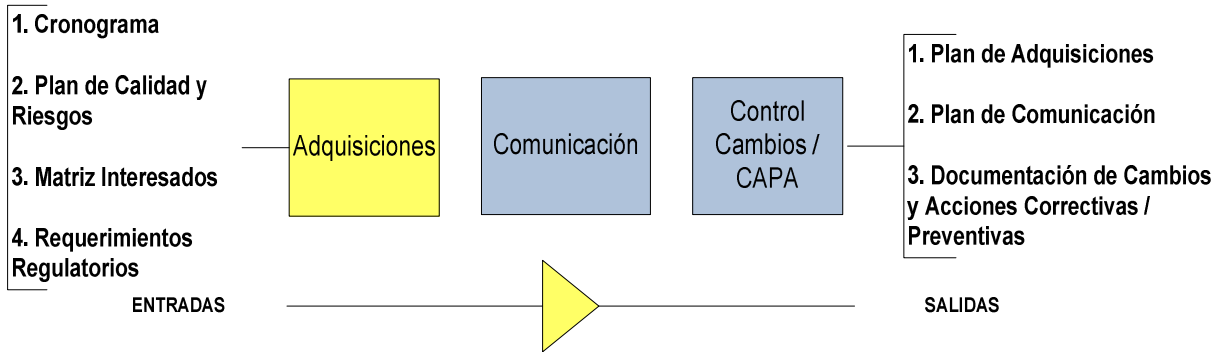 1. Cronograma
2. Plan de Calidad y
Riesgos
3. Matriz Interesados
4. Requerimientos
Regulatorios
ENTRADAS
Adquisiciones
Comunicación
Control
Cambios /
CAPA
1. Plan de Adquisiciones
2. Plan de Comunicación
3. Documentación de Cambios
y Acciones Correctivas /
Preventivas
SALIDAS